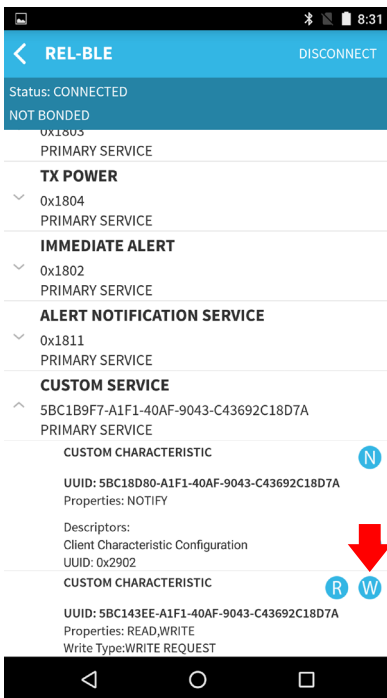 8:31
REL-BLE
DISCONNECT
Status: CONNECTED
NOT BONDED
0x1803
PRIMARY SERVICE
TX POWER
0x1804
PRIMARY SERVICE
IMMEDIATE ALERT
0x1802
PRIMARY SERVICE
ALERT NOTIFICATION SERVICE
0x1811
PRIMARY SERVICE
CUSTOM SERVICE
5BC1B9F7-A1F1-40AF-9043-C43692C18D7A
PRIMARY SERVICE
CUSTOM CHARACTERISTIC
N
UUID: 5BC18D80-A1F1-40AF-9043-C43692C18D7A
Properties: NOTIFY
Descriptors:
Client Characteristic Configuration
UUID: 0x2902
CUSTOM CHARACTERISTIC
R W
UUID: 5BC143EE-A1F1-40AF-9043-C43692C18D7A
Properties: READ,WRITE
Write Type:WRITE REQUEST